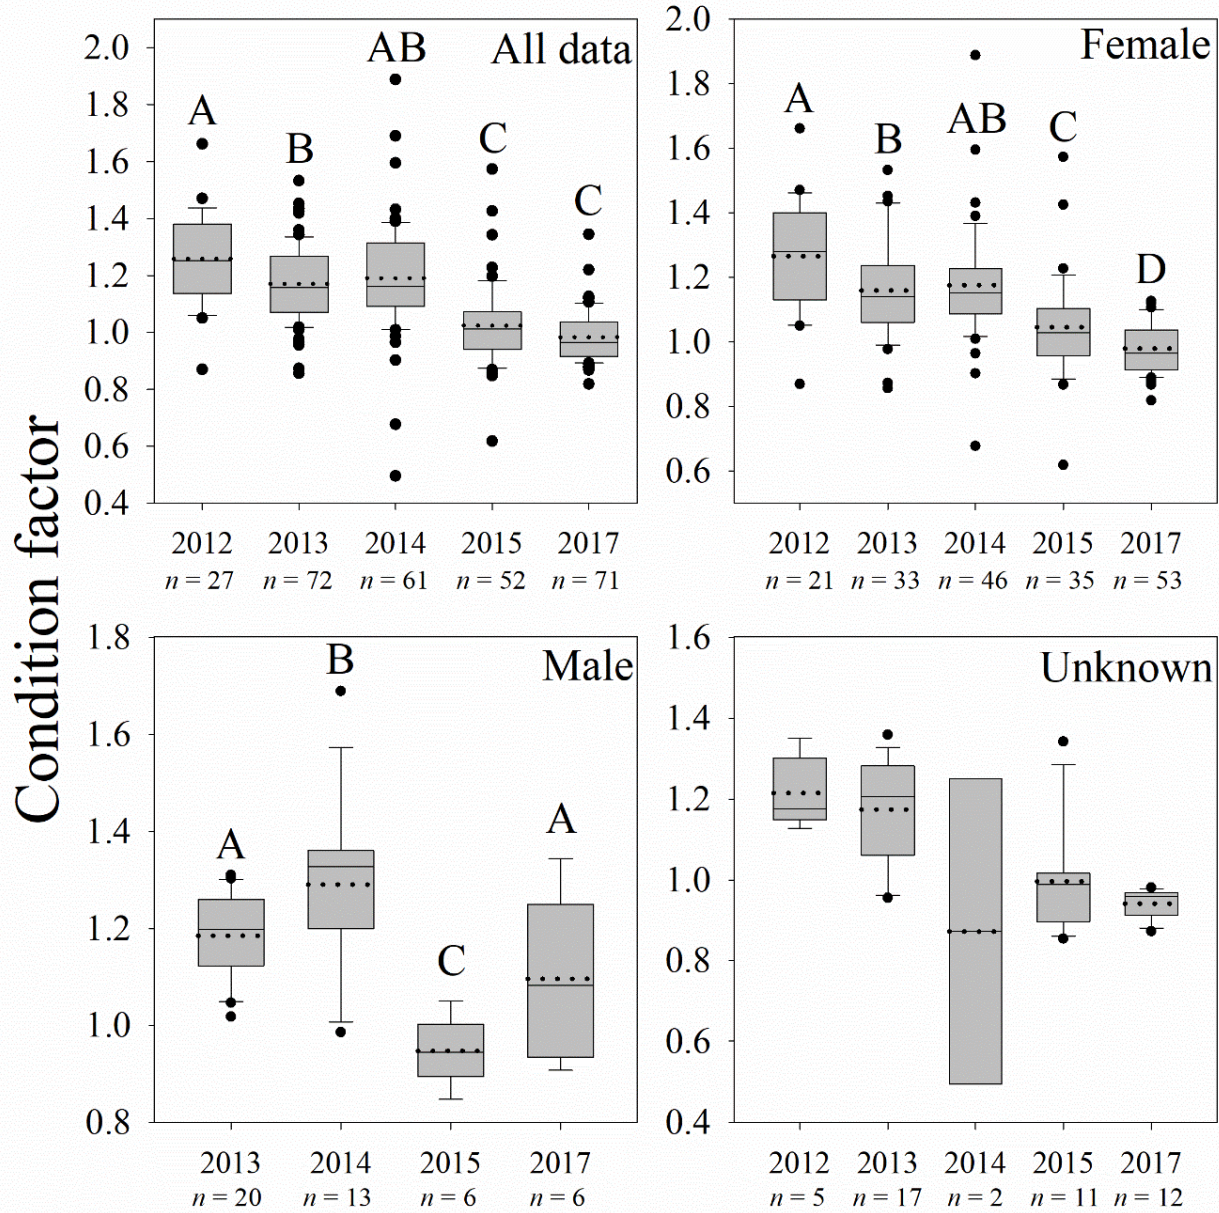 Condition factor
All data
2.0
1.8
1.6
1.4
1.2
1.0
0.8
0.6
0.4
A
B
AB
C
C
2012 2013 2014 2015 2017
n = 27 n = 72 n = 61 n = 52 n = 71
Female
2.0
1.8
1.6
1.4
1.2
1.0
0.8
0.6
A
B
AB
C
D
2012 2013 2014 2015 2017
n = 21 n = 33 n = 46 n = 35 n = 53
Male
1.8
1.6
1.4
1.2
1.0
0.8
A
B
C
A
2013 2014 2015 2017
n = 20 n = 13 n = 6 n = 6
Unknown
1.6
1.4
1.2
1.0
0.8
0.6
0.4
2012 2013 2014 2015 2017
n = 5 n = 17 n = 2 n = 11 n = 12